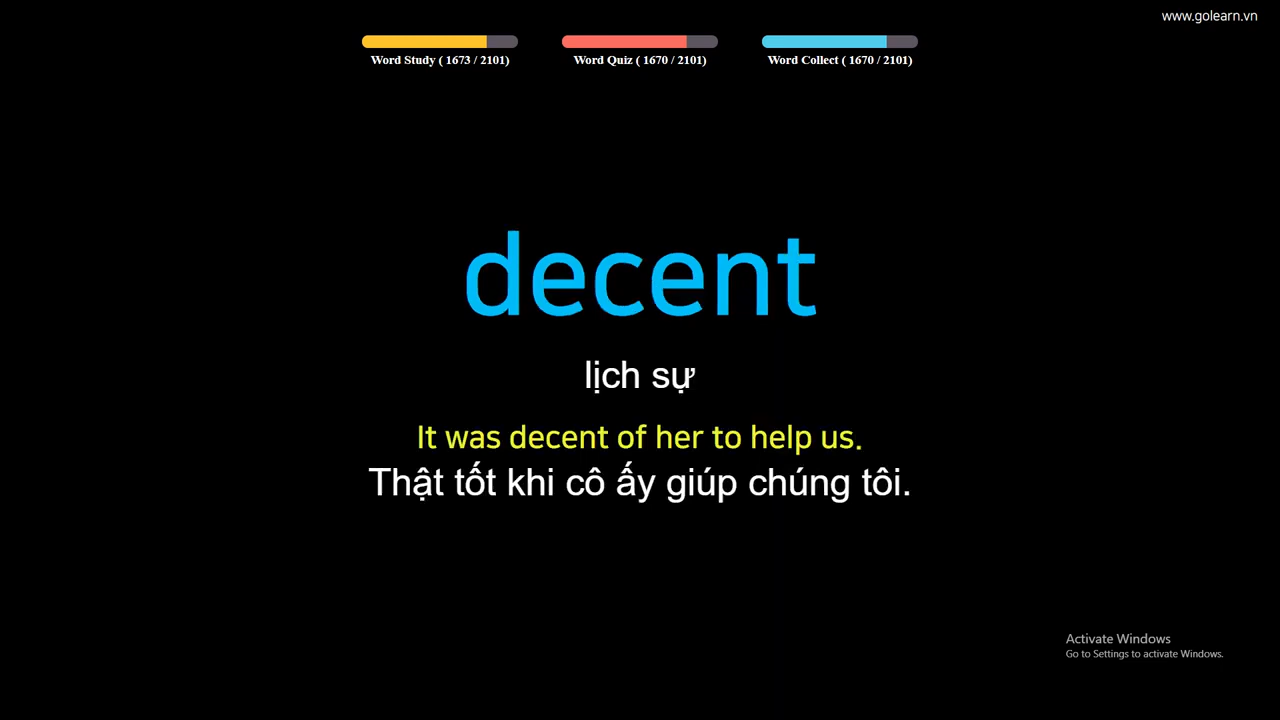 www.golearn.vn
Word Study ( 1673 / 2101) Word Quiz ( 1670 / 2101) Word Collect ( 1670 / 2101)
decent
lịch sự
It was decent of her to help us.
Thật tốt khi cô ấy giúp chúng tôi.
Activate Windows
Go to Settings to activate Windows.